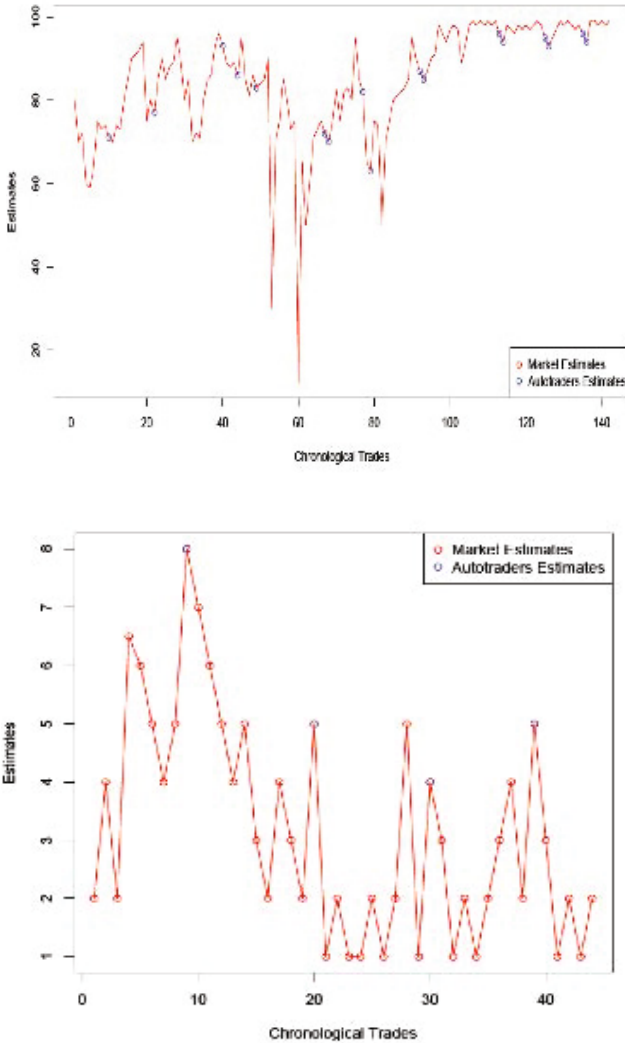 100
80
60
40
20
Estimates
Market Estimates
Autotraders Estimates
0 20 40 60 80 100 120 140
Chronological Trades
Market Estimates
Autotraders Estimates
8
7
6
5
4
3
2
1
Estimates
0 10 20 30 40
Chronological Trades